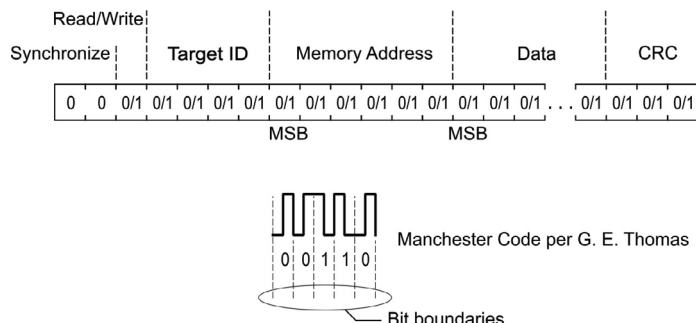 Read/Write
Synchronize Target ID Memory Address Data CRC
0 0 0/1 0/1 0/1 0/1 0/1 0/1 0/1 0/1 0/1 0/1 0/1 0/1 0/1 0/1 ... 0/1 0/1 0/1 0/1
MSB MSB
Manchester Code per G. E. Thomas
0 0 1 1 0
Bit boundaries